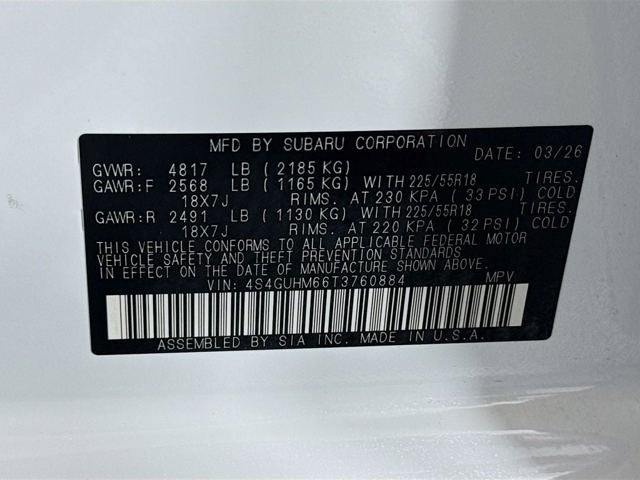 MFD BY SUBARU CORPORATION
DATE: 03/26
GVWR: 4817 LB ( 2185 KG)
GAWR:F 2568 LB ( 1165 KG) WITH 225/55R18 TIRES.
18X7J RIMS. AT 230 KPA ( 33 PSI) COLD
GAWR:R 2491 LB ( 1130 KG) WITH 225/55R18 TIRES.
18X7J RIMS. AT 220 KPA ( 32 PSI) COLD
THIS VEHICLE CONFORMS TO ALL APPLICABLE FEDERAL MOTOR
VEHICLE SAFETY AND THEFT PREVENTION STANDARDS
IN EFFECT ON THE DATE OF MANUFACTURE SHOWN ABOVE.
VIN: 4S4GUHM66T3760884 MPV
ASSEMBLED BY SIA INC. MADE IN U.S.A.